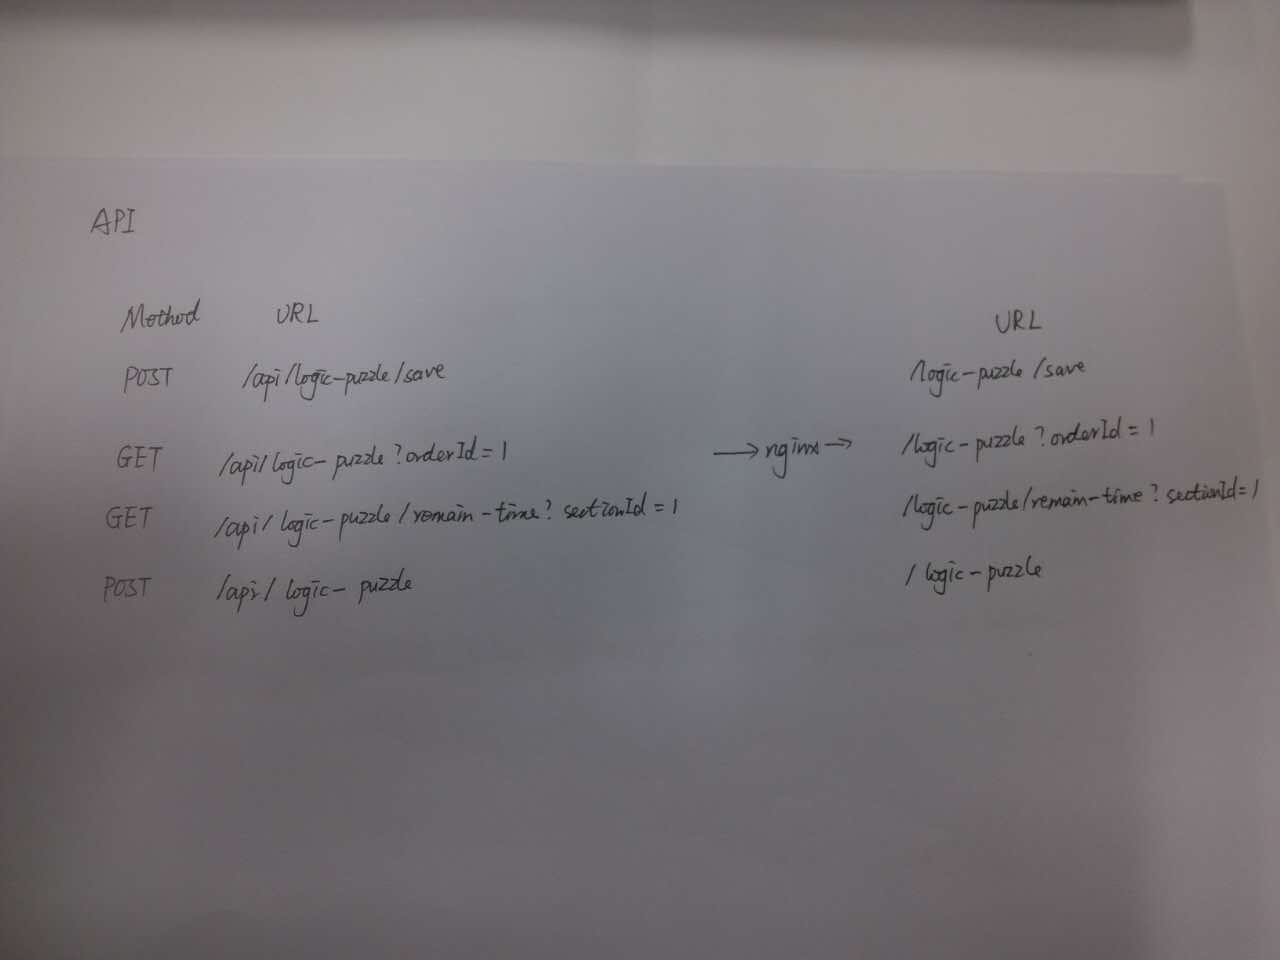 API
Method URL URL
POST /api/logic-puzzle/save /logic-puzzle/save
GET /api/logic-puzzle?orderId=1 → nginx → /logic-puzzle?orderId=1
GET /api/logic-puzzle/remain-time?sectionId=1 /logic-puzzle/remain-time?sectionId=1
POST /api/logic-puzzle /logic-puzzle